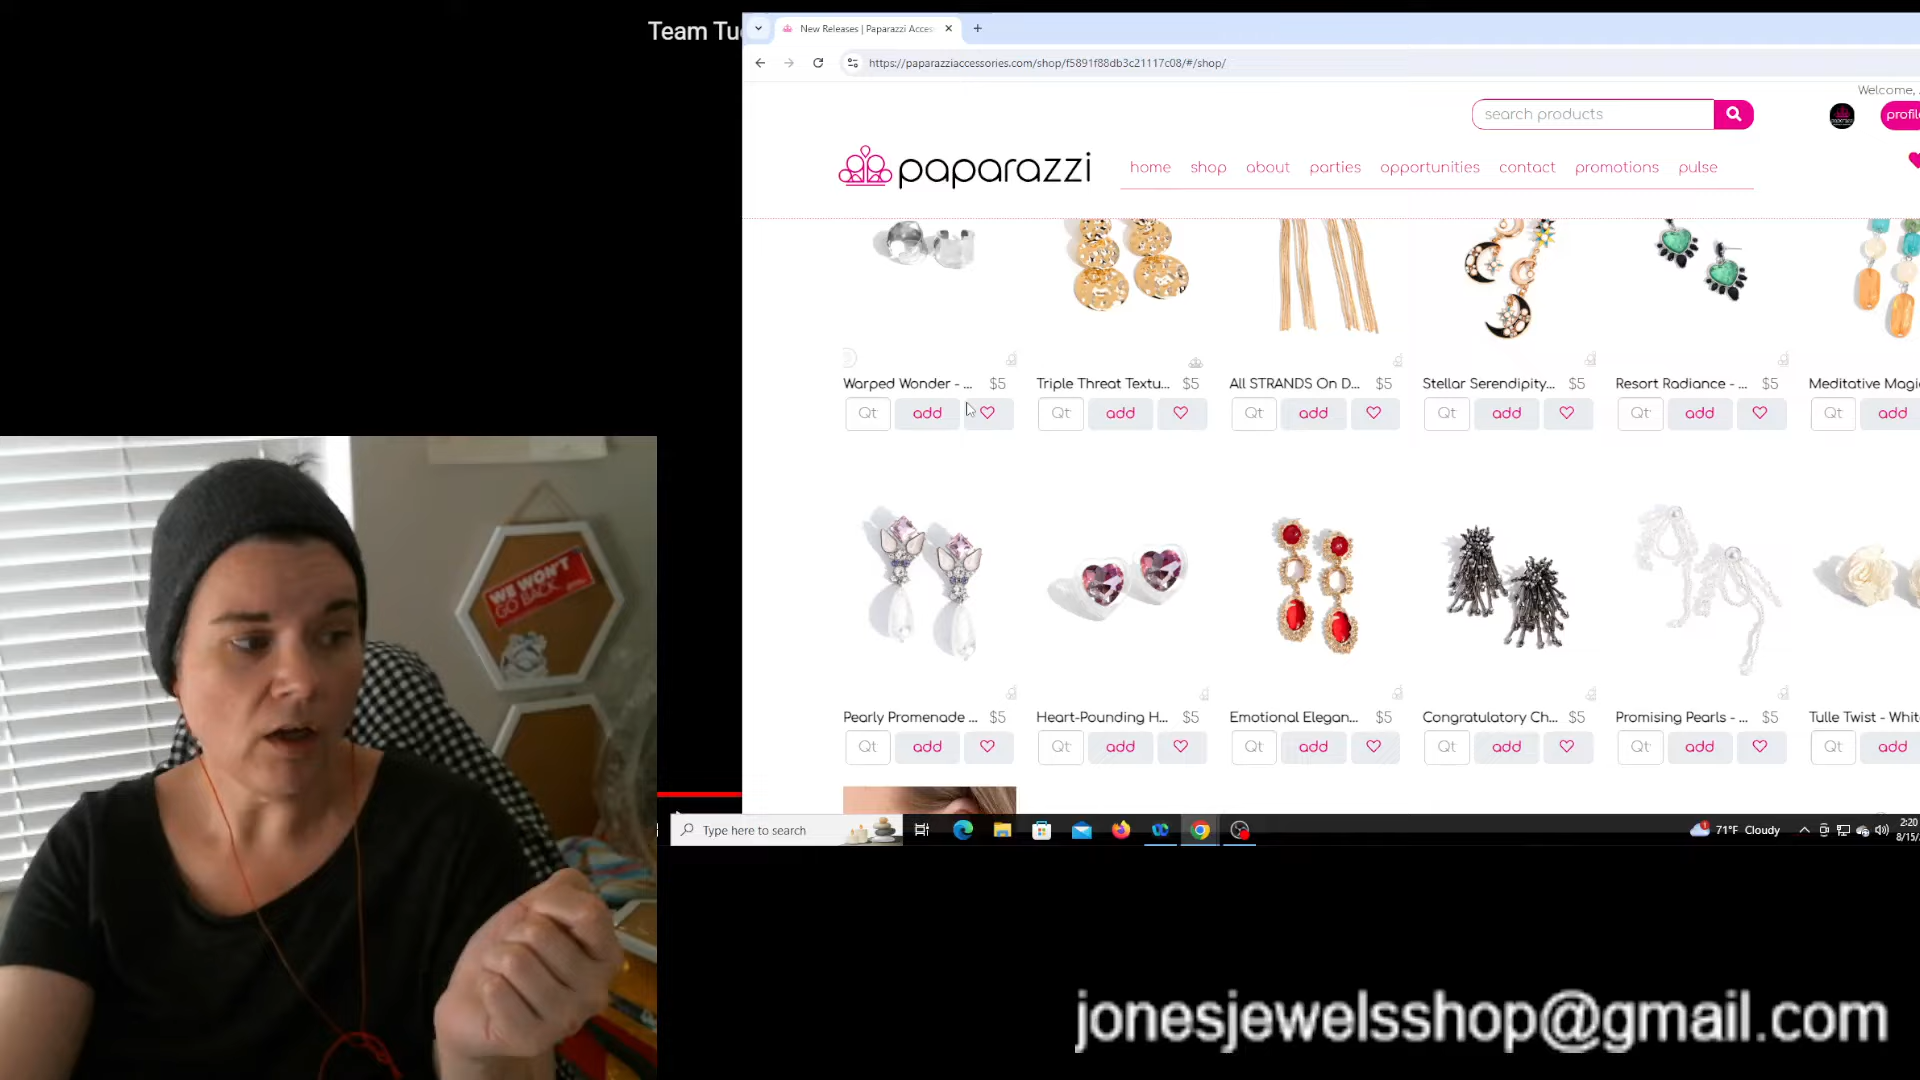 Team Tu
New Releases | Paparazzi Acces
https://paparazziaccessories.com/shop/f5891f88db3c21117c08/#/shop/
Welcome,
search products
profile
paparazzi
home shop about parties opportunities contact promotions pulse
Warped Wonder - ... $5 Triple Threat Textu... $5 All STRANDS On D... $5 Stellar Serendipity... $5 Resort Radiance - ... $5 Meditative Magi
Qt add Qt add Qt add Qt add Qt add Qt add
Pearly Promenade ... $5 Heart-Pounding H... $5 Emotional Elegan... $5 Congratulatory Ch... $5 Promising Pearls - ... $5 Tulle Twist - Whit
Qt add Qt add Qt add Qt add Qt add Qt add
WE WON'T
GO BACK
Type here to search
71°F Cloudy
2:20
8/15/
jonesjewelsshop@gmail.com